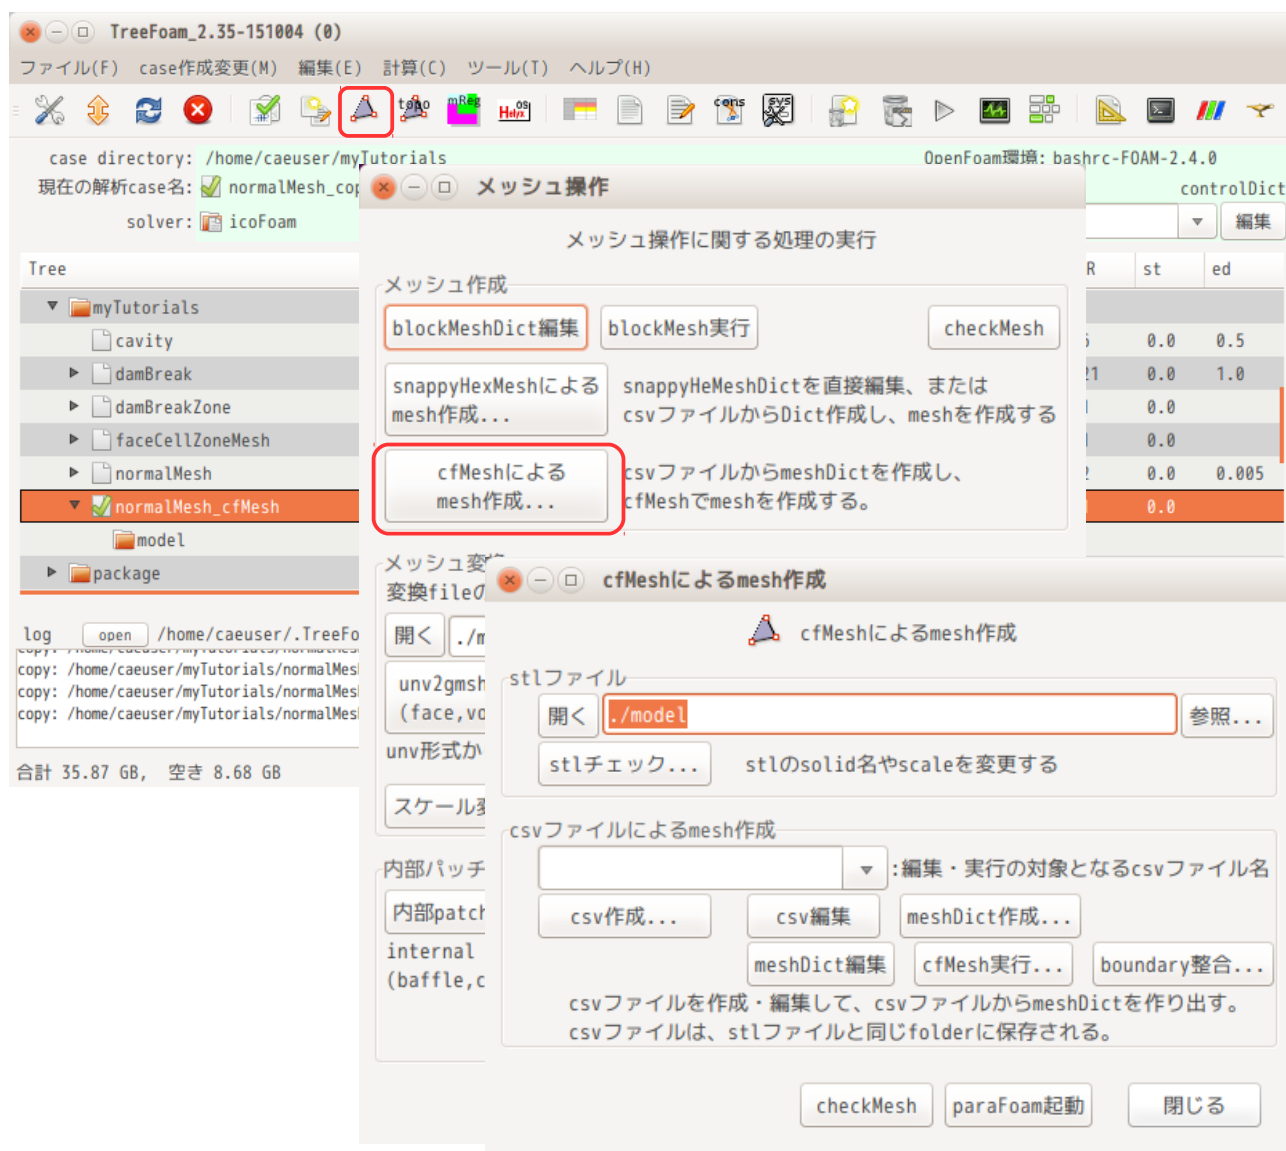 TreeFoam_2.35-151004 (0)
ファイル(F) case作成変更(M) 編集(E) 計算(C) ツール(T) ヘルプ(H)
topo mReg OS Helyx cons SYS
case directory: /home/caeuser/myTutorials OpenFoam環境: bashrc-FOAM-2.4.0
現在の解析case名: normalMesh_cop controlDict
solver: icoFoam 編集
Tree R st ed
myTutorials
cavity 0.0 0.5
damBreak 21 0.0 1.0
damBreakZone 0.0
faceCellZoneMesh 0.0
normalMesh 0.0 0.005
normalMesh_cfMesh 0.0
model
package
log open /home/caeuser/.TreeFo
copy: /home/caeuser/myTutorials/normalMes
copy: /home/caeuser/myTutorials/normalMes
copy: /home/caeuser/myTutorials/normalMes
合計 35.87 GB, 空き 8.68 GB
メッシュ操作
メッシュ操作に関する処理の実行
メッシュ作成
blockMeshDict編集 blockMesh実行 checkMesh
snappyHexMeshによる
mesh作成...
snappyHeMeshDictを直接編集、または
csvファイルからDict作成し、meshを作成する
cfMeshによる
mesh作成...
csvファイルからmeshDictを作成し、
cfMeshでmeshを作成する。
メッシュ変
変換fileの
開く ./m
unv2gmsh
(face,vo
unv形式か
スケール変
内部パッチ
内部patch
internal
(baffle,c
cfMeshによるmesh作成
cfMeshによるmesh作成
stlファイル
開く ./model 参照...
stlチェック... stlのsolid名やscaleを変更する
csvファイルによるmesh作成
:編集・実行の対象となるcsvファイル名
csv作成... csv編集 meshDict作成...
meshDict編集 cfMesh実行... boundary整合...
csvファイルを作成・編集して、csvファイルからmeshDictを作り出す。
csvファイルは、stlファイルと同じfolderに保存される。
checkMesh paraFoam起動 閉じる